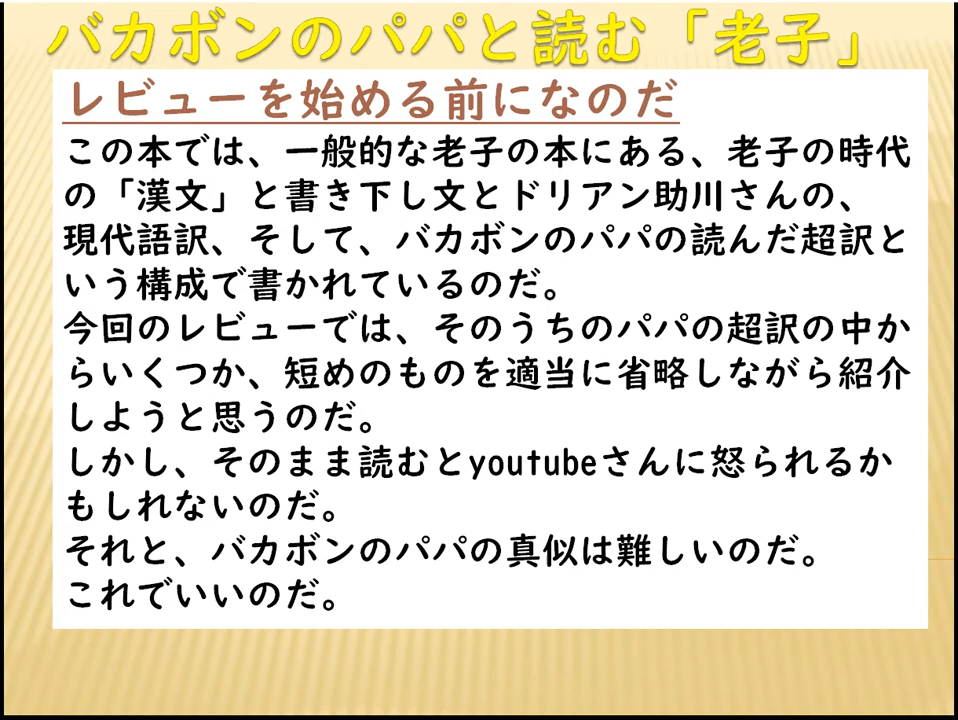 バカボンのパパと読む「老子」
レビューを始める前になのだ
この本では、一般的な老子の本にある、老子の時代
の「漢文」と書き下し文とドリアン助川さんの、
現代語訳、そして、バカボンのパパの読んだ超訳と
いう構成で書かれているのだ。
今回のレビューでは、そのうちのパパの超訳の中か
らいくつか、短めのものを適当に省略しながら紹介
しようと思うのだ。
しかし、そのまま読むとyoutubeさんに怒られるか
もしれないのだ。
それと、バカボンのパパの真似は難しいのだ。
これでいいのだ。